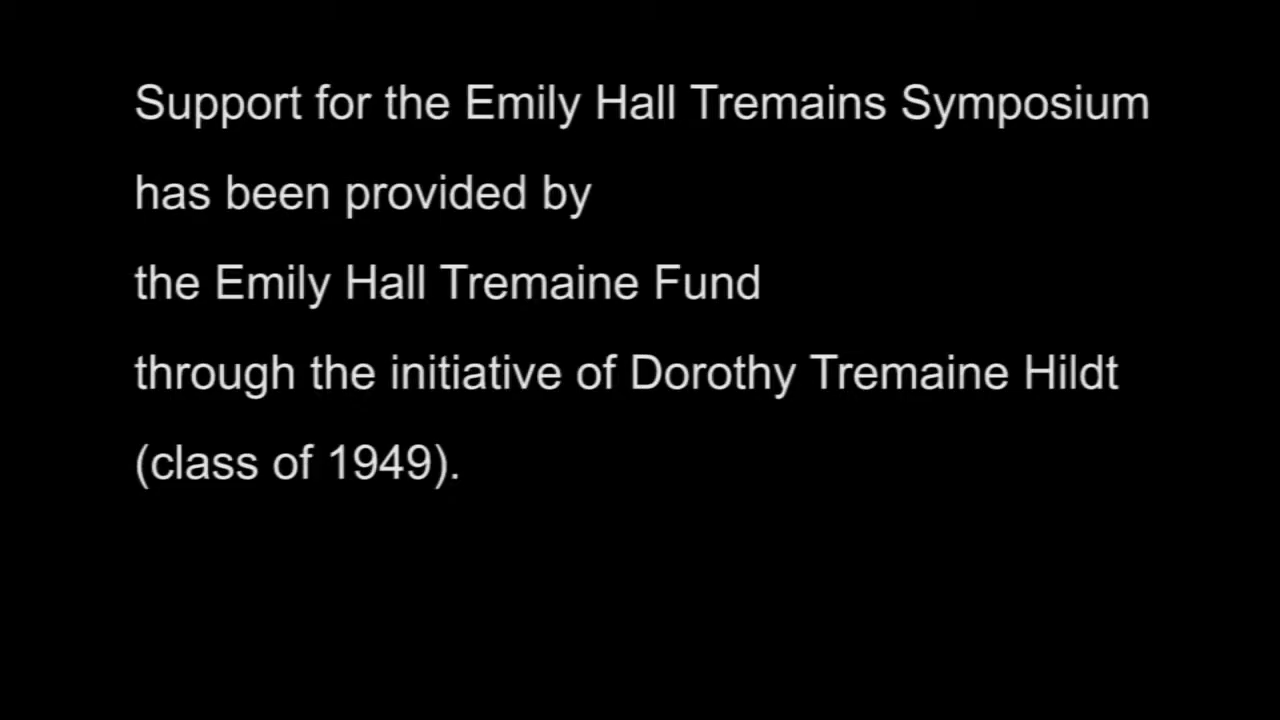 Support for the Emily Hall Tremains Symposium
has been provided by
the Emily Hall Tremaine Fund
through the initiative of Dorothy Tremaine Hildt
(class of 1949).